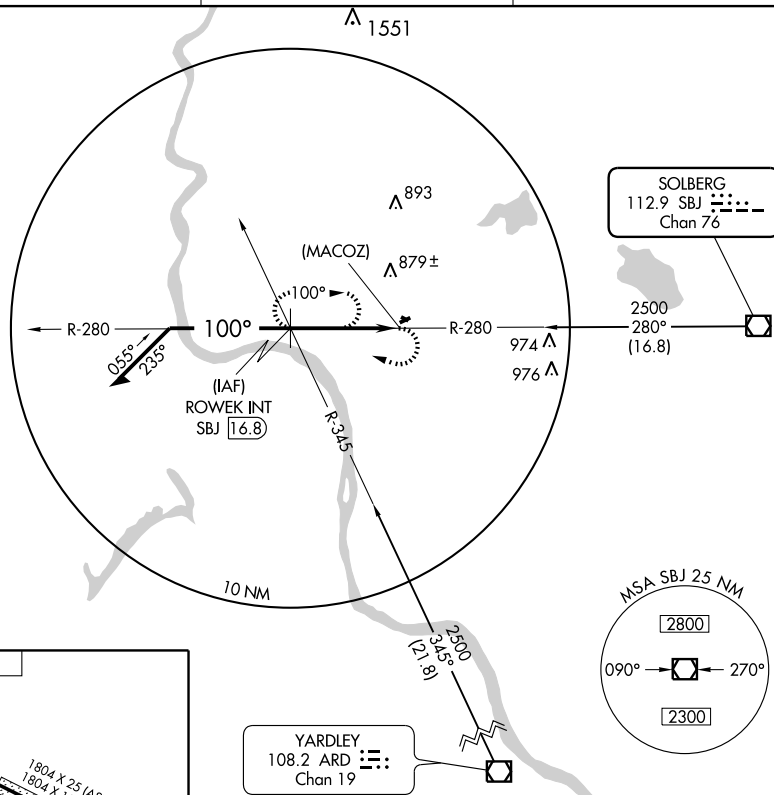 1551
893
(MACOZ)
879±
100°
SOLBERG
112.9 SBJ
Chan 76
R-280
100°
R-280
2500
280°
(16.8)
055°
235°
974
976
(IAF)
ROWEK INT
SBJ 16.8
R-345
10 NM
2500
345°
(21.8)
MSA SBJ 25 NM
2800
090°
270°
2300
YARDLEY
108.2 ARD
Chan 19
1804 X 25
1804 X